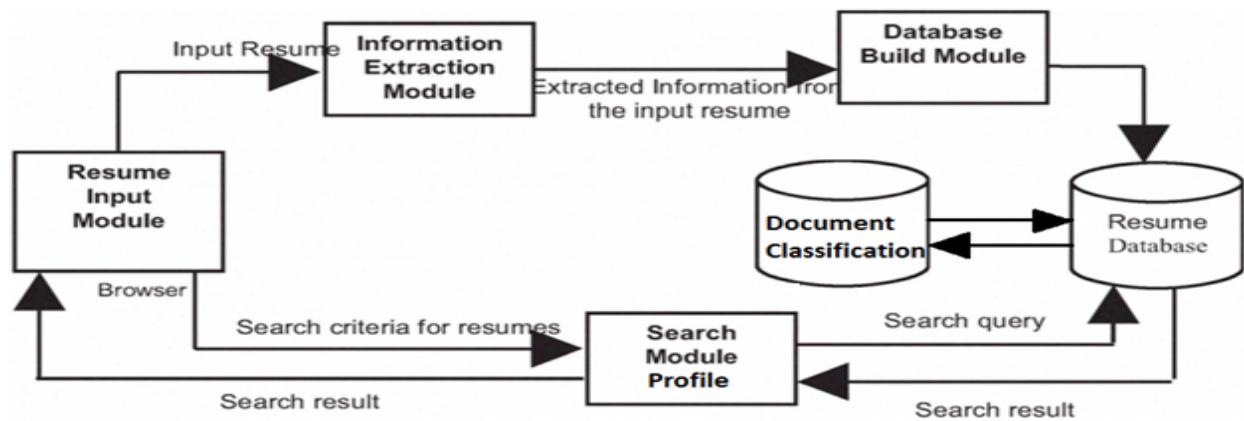 Input Resume
Information
Extraction
Module
Extracted Information from
the input resume
Database
Build Module
Resume
Input
Module
Document
Classification
Resume
Database
Browser
Search criteria for resumes
Search
Module
Profile
Search query
Search result
Search result